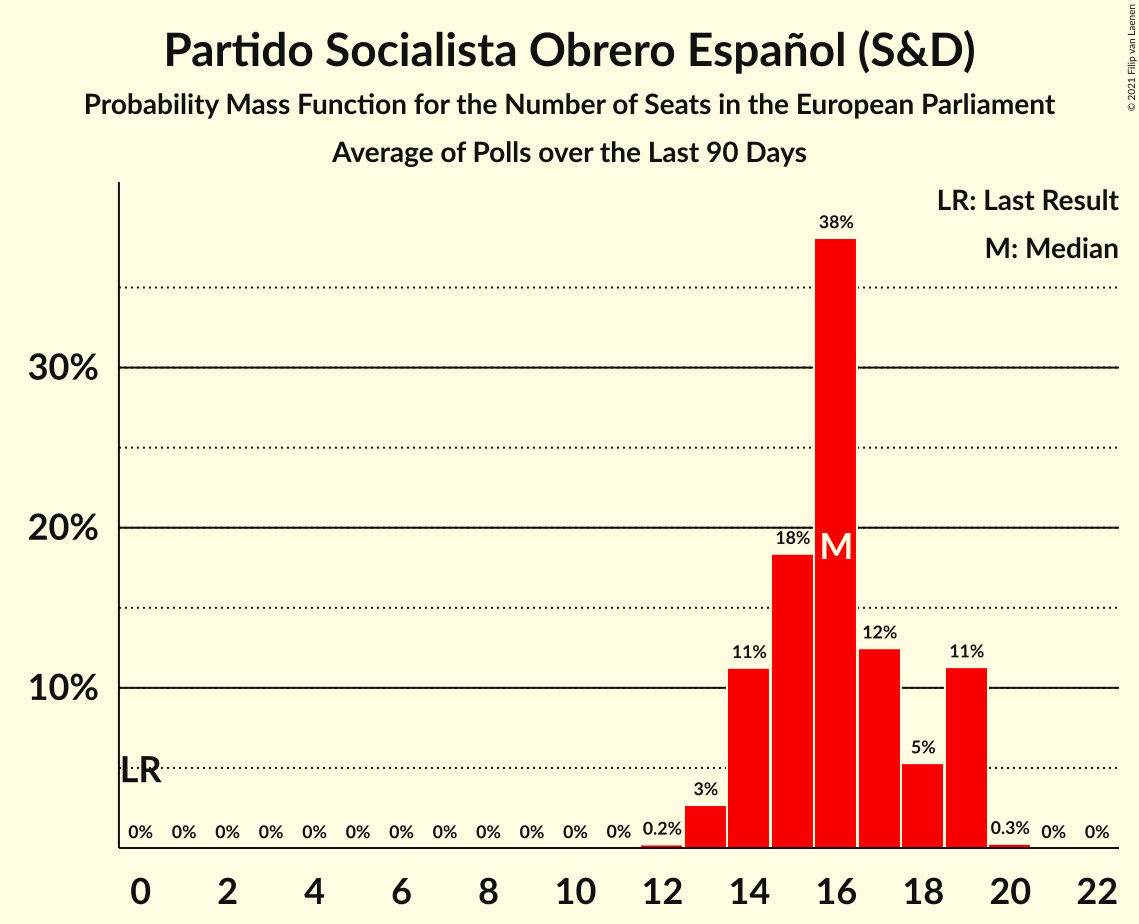 Partido Socialista Obrero Español (S&D)
Probability Mass Function for the Number of Seats in the European Parliament
Average of Polls over the Last 90 Days
© 2021 Filip van Laenen
LR: Last Result
M: Median
38%
30%
20%
18%
M
12%
11%
11%
10%
5%
LR
3%
0% 0% 0% 0% 0% 0% 0% 0% 0% 0% 0% 0% 0.2% 0.3% 0% 0%
0 2 4 6 8 10 12 14 16 18 20 22